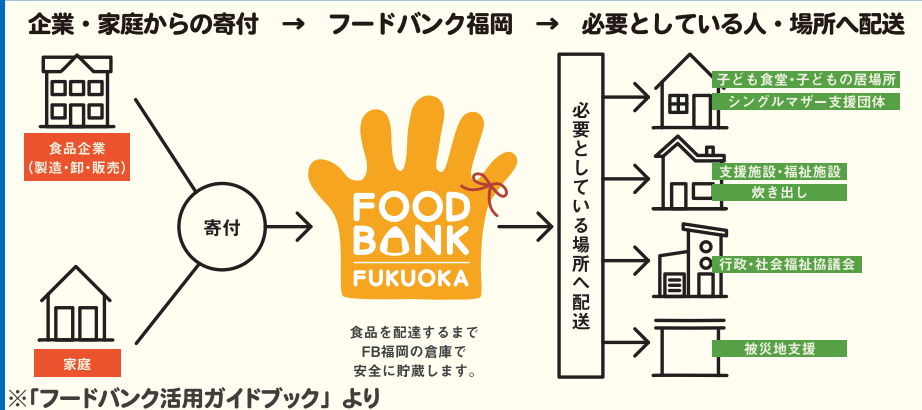 企業・家庭からの寄付 → フードバンク福岡 → 必要としている人・場所へ配送
食品企業
(製造・卸・販売)
家庭
寄付
FOOD
BANK
FUKUOKA
食品を配達するまで
FB福岡の倉庫で
安全に貯蔵します。
必要としている場所へ配送
子ども食堂・子どもの居場所
シングルマザー支援団体
支援施設・福祉施設
炊き出し
行政・社会福祉協議会
被災地支援
※「フードバンク活用ガイドブック」より